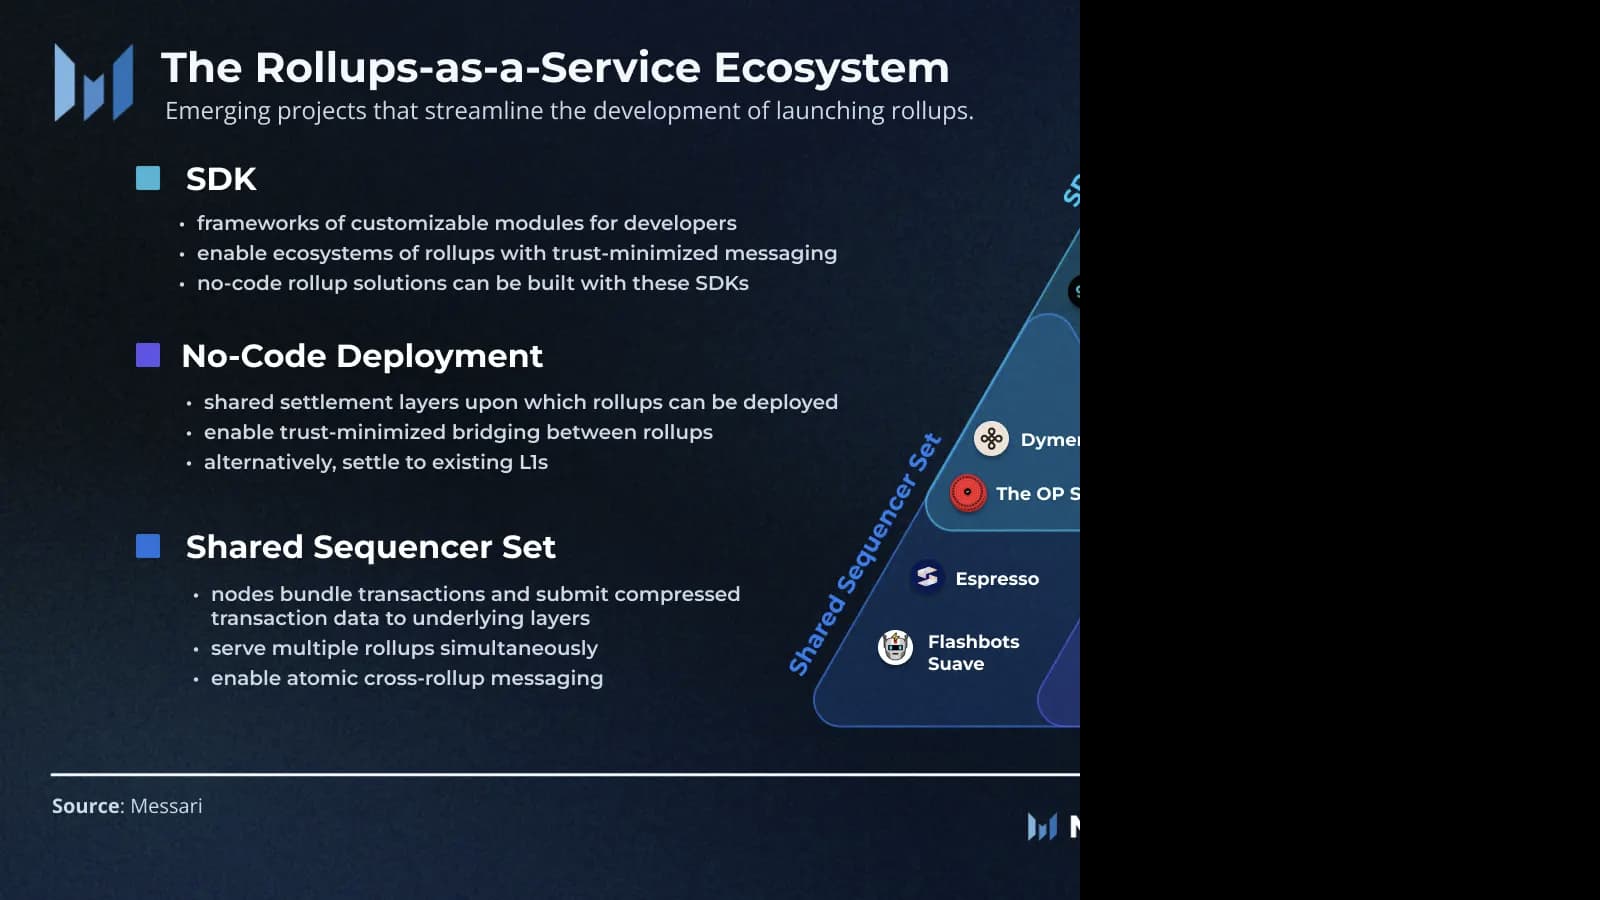 The Rollups-as-a-Service Ecosystem
Emerging projects that streamline the development of launching rollups.
SDK
• frameworks of customizable modules for developers
• enable ecosystems of rollups with trust-minimized messaging
• no-code rollup solutions can be built with these SDKs
No-Code Deployment
• shared settlement layers upon which rollups can be deployed
• enable trust-minimized bridging between rollups
• alternatively, settle to existing L1s
Shared Sequencer Set
• nodes bundle transactions and submit compressed
transaction data to underlying layers
• serve multiple rollups simultaneously
• enable atomic cross-rollup messaging
Shared Sequencer Set
The OP
Espresso
Flashbots
Suave
Source: Messari